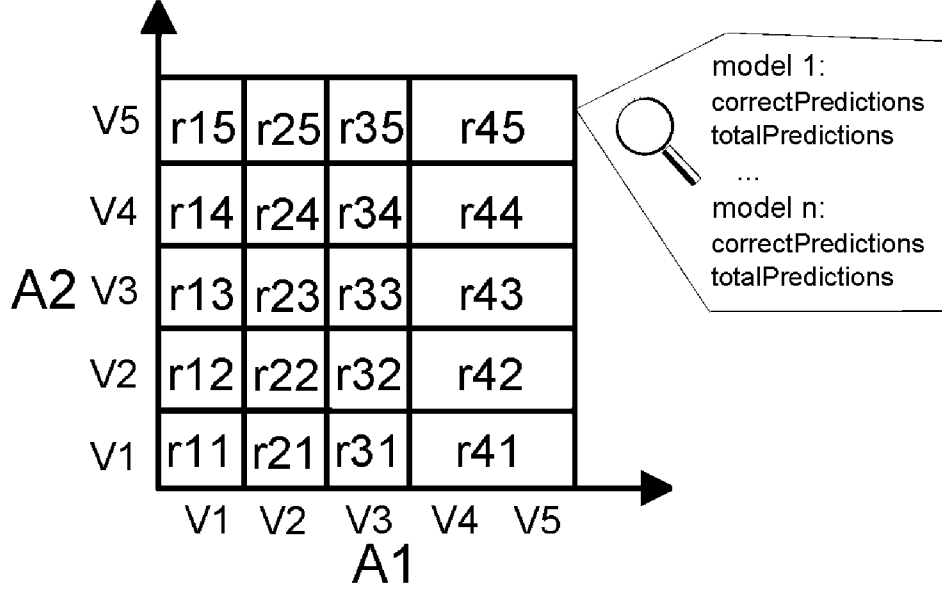 model 1:
correctPredictions
totalPredictions
...
model n:
correctPredictions
totalPredictions
V5 r15 r25 r35 r45
V4 r14 r24 r34 r44
A2 V3 r13 r23 r33 r43
V2 r12 r22 r32 r42
V1 r11 r21 r31 r41
V1 V2 V3 V4 V5
A1